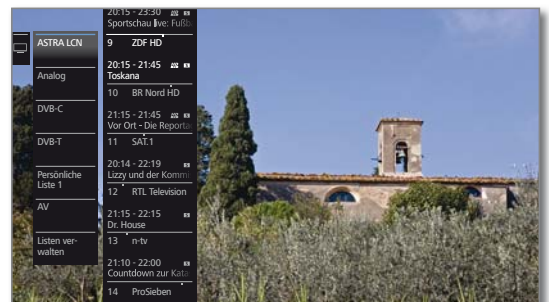 ASTRA LCN
Analog
DVB-C
DVB-T
Persönliche
Liste 1
AV
Listen ver-
walten
20:15 - 23:30
Sportschau live: Fußb
9 ZDF HD
20:15 - 21:45
Toskana
10 BR Nord HD
21:15 - 21:45
Vor Ort - Die Reportag
11 SAT.1
20:14 - 22:19
Lizzy und der Kommi
12 RTL Television
21:15 - 22:15
Dr. House
13 n-tv
21:10 - 22:00
Countdown zur Kata
14 ProSieben